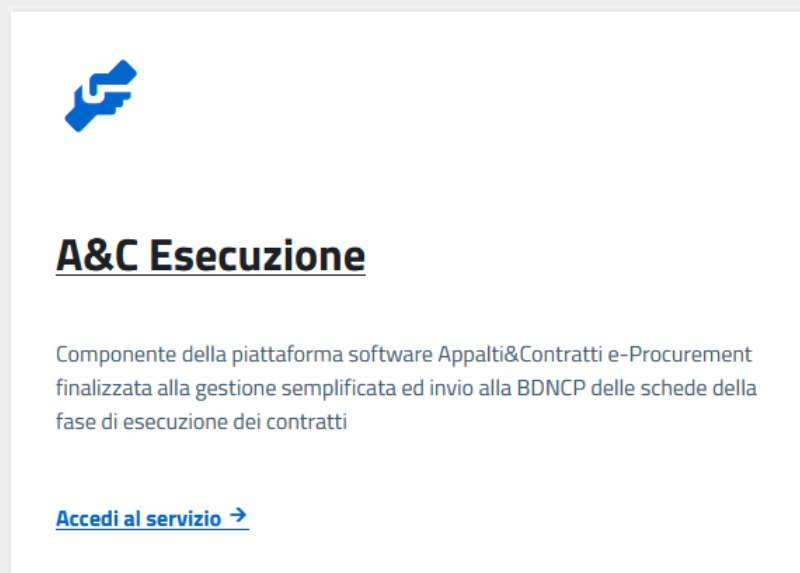 A&C Esecuzione
Componente della piattaforma software Appalti&Contratti e-Procurement
finalizzata alla gestione semplificata ed invio alla BDNCP delle schede della
fase di esecuzione dei contratti
Accedi al servizio →